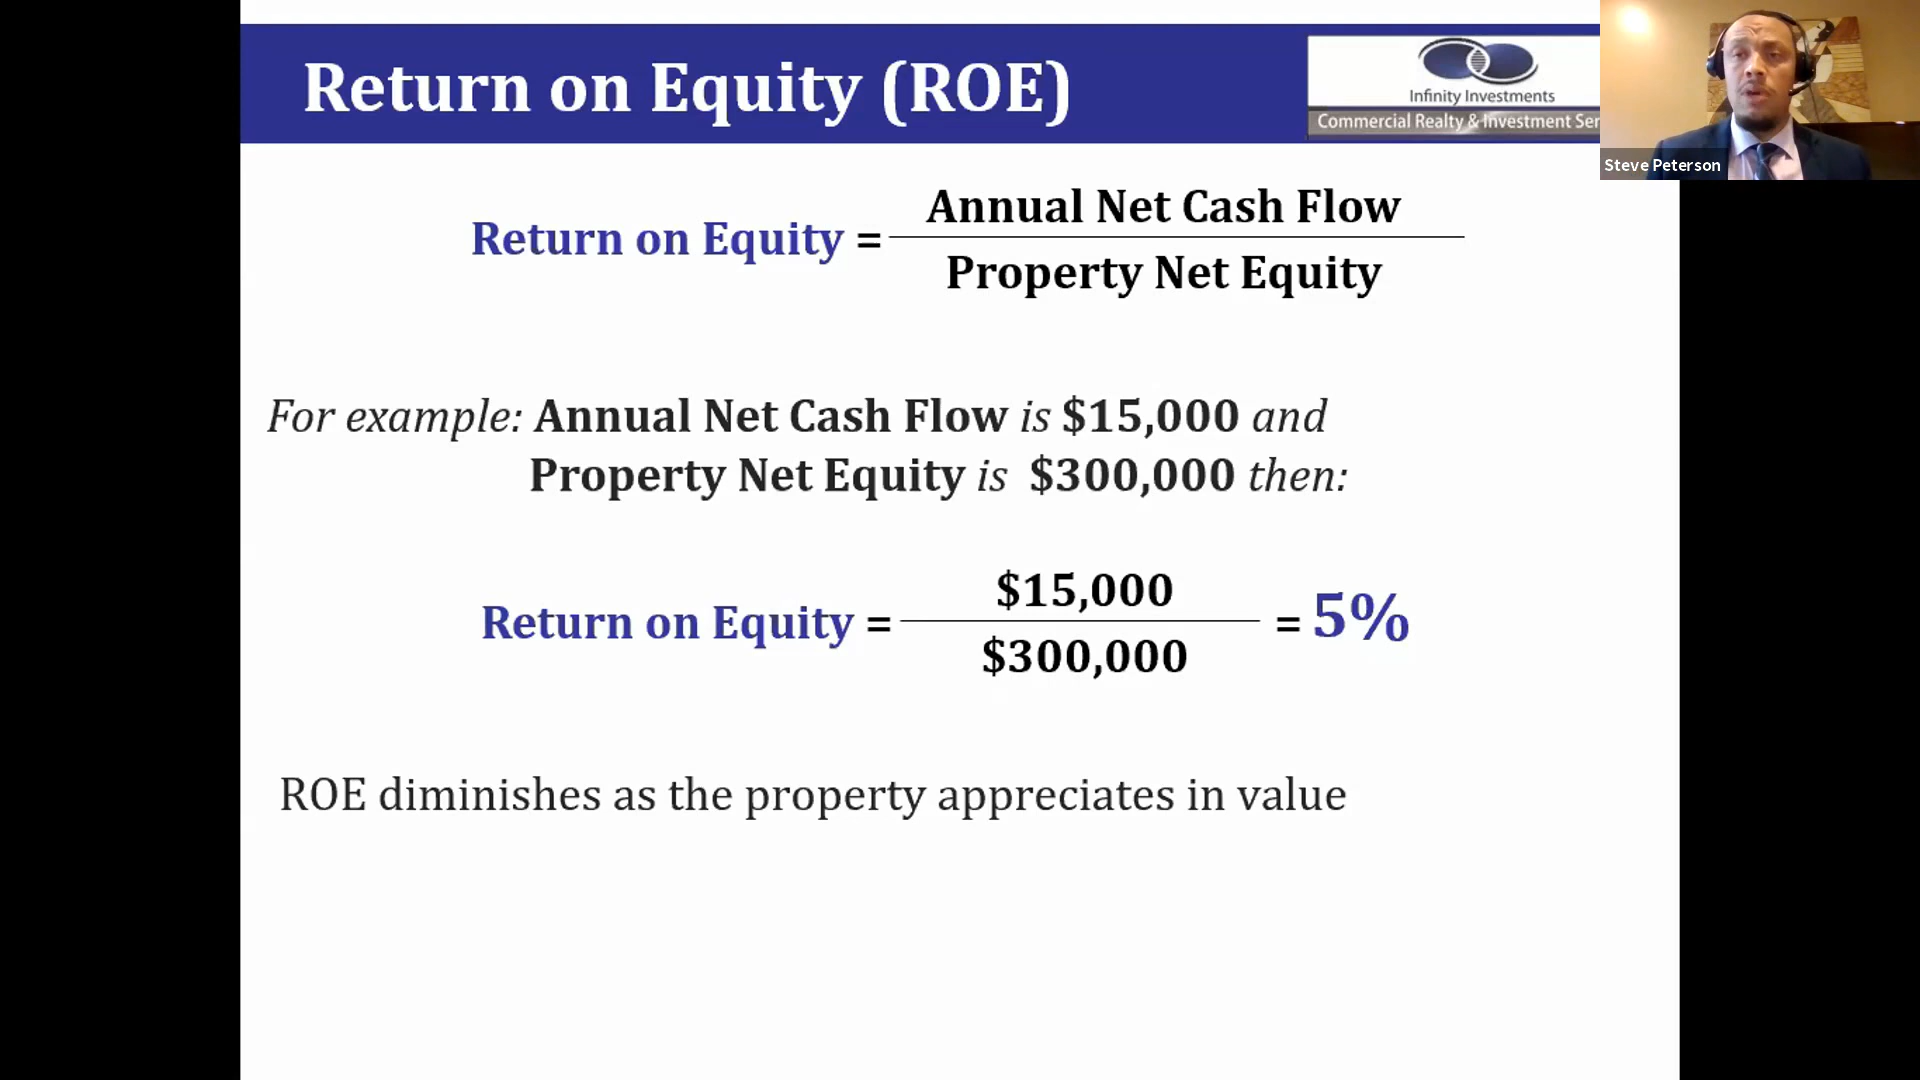 Return on Equity (ROE)
Infinity Investments
Commercial Realty & Investment Ser
Steve Peterson
Annual Net Cash Flow
Return on Equity =
Property Net Equity
For example: Annual Net Cash Flow is $15,000 and
Property Net Equity is $300,000 then:
$15,000
Return on Equity = = 5%
$300,000
ROE diminishes as the property appreciates in value